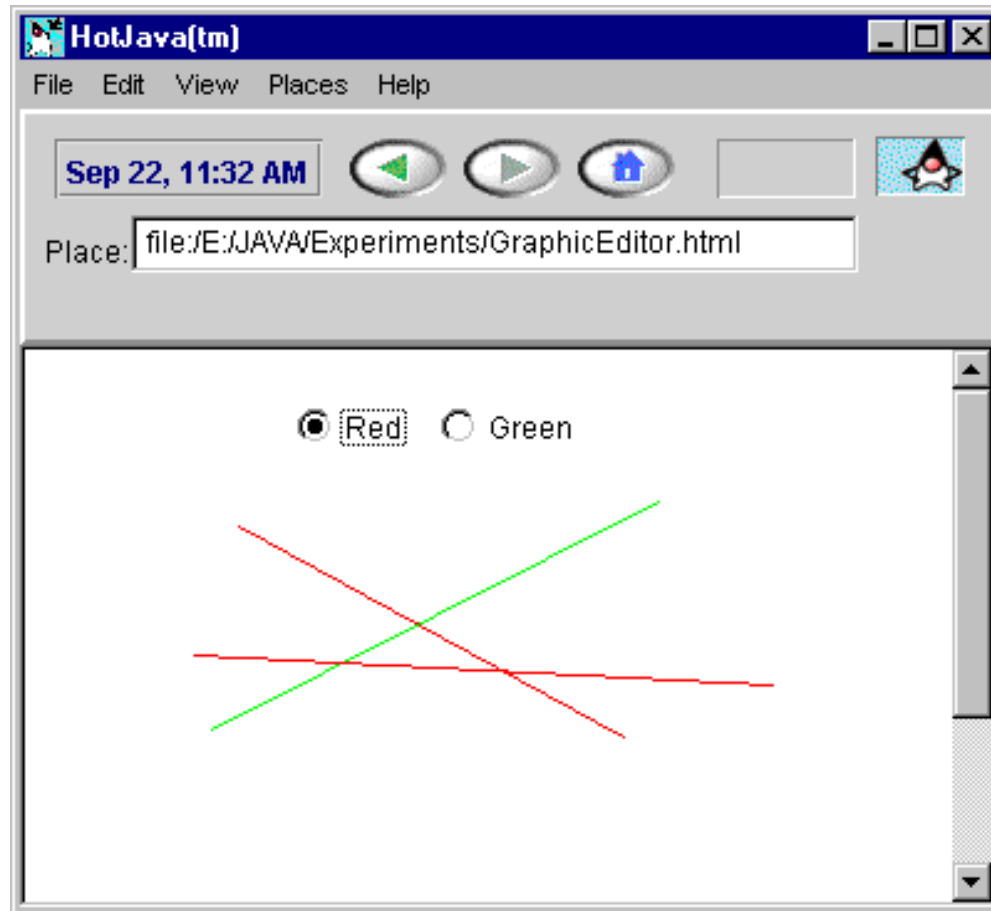 HotJava(tm)
File Edit View Places Help
Sep 22, 11:32 AM
Place: file:/E:/JAVA/Experiments/GraphicEditor.html
Red Green